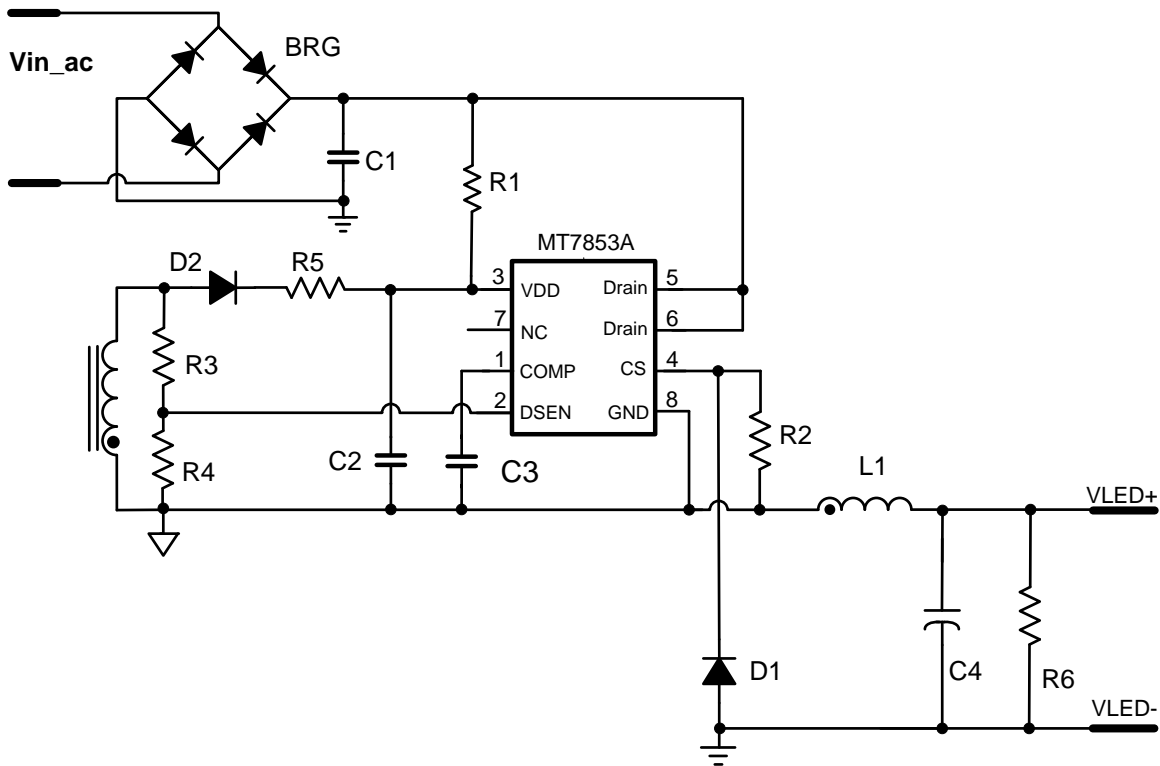 BRG
Vin_ac
C1
R1
MT7853A
D2
R5
3
VDD
Drain
5
7
NC
Drain
6
R3
1
COMP
CS
4
2
DSEN
GND
8
R2
R4
C2
C3
L1
VLED+
D1
C4
R6
VLED-